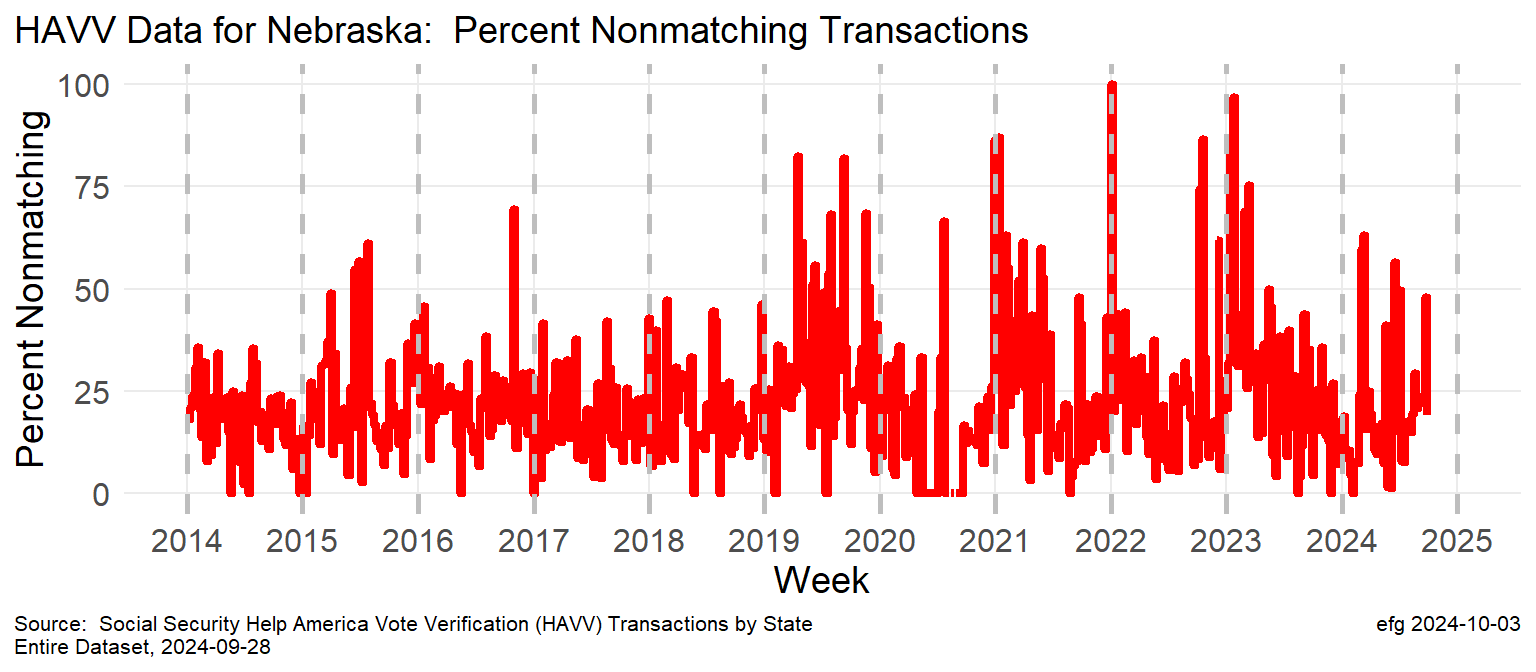 HAVV Data for Nebraska:  Percent Nonmatching Transactions
Percent Nonmatching
100
75
50
25
0
2014 2015 2016 2017 2018 2019 2020 2021 2022 2023 2024 2025
Week
Source:  Social Security Help America Vote Verification (HAVV) Transactions by State
Entire Dataset, 2024-09-28
efg 2024-10-03